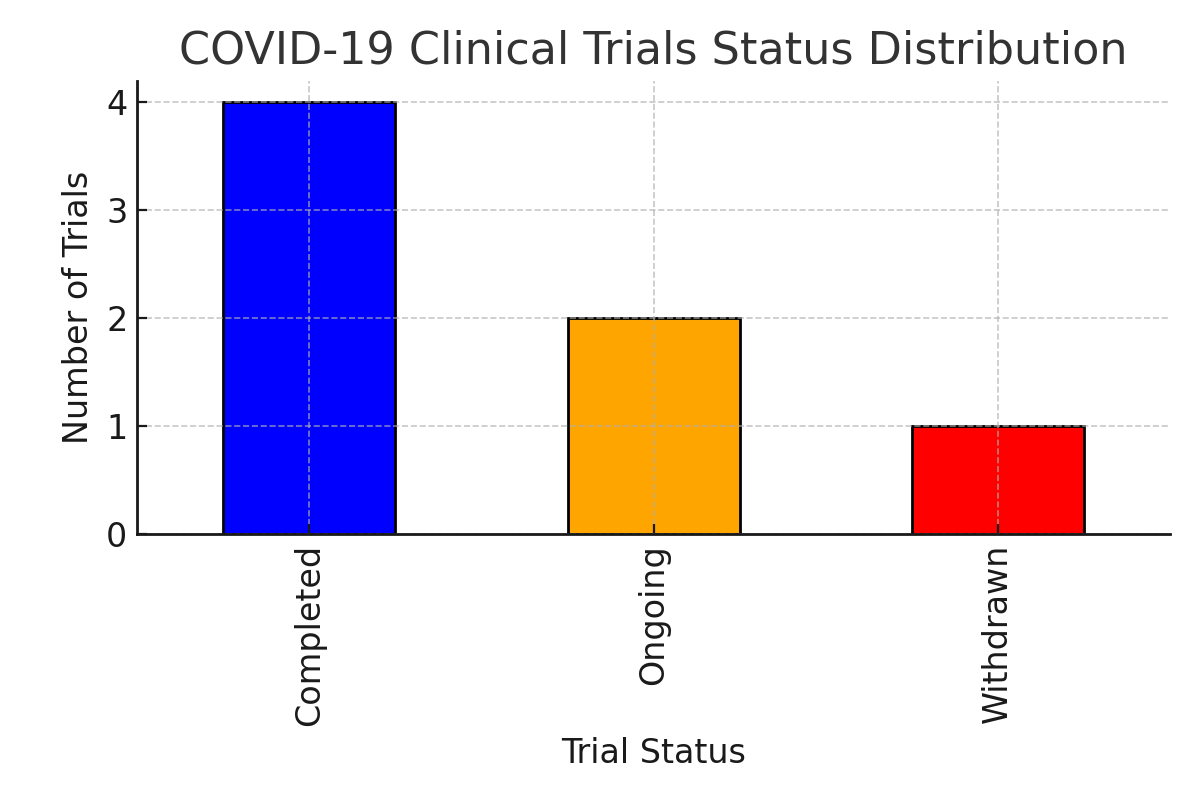 COVID-19 Clinical Trials Status Distribution
Number of Trials
4
3
2
1
0
Completed
Ongoing
Withdrawn
Trial Status